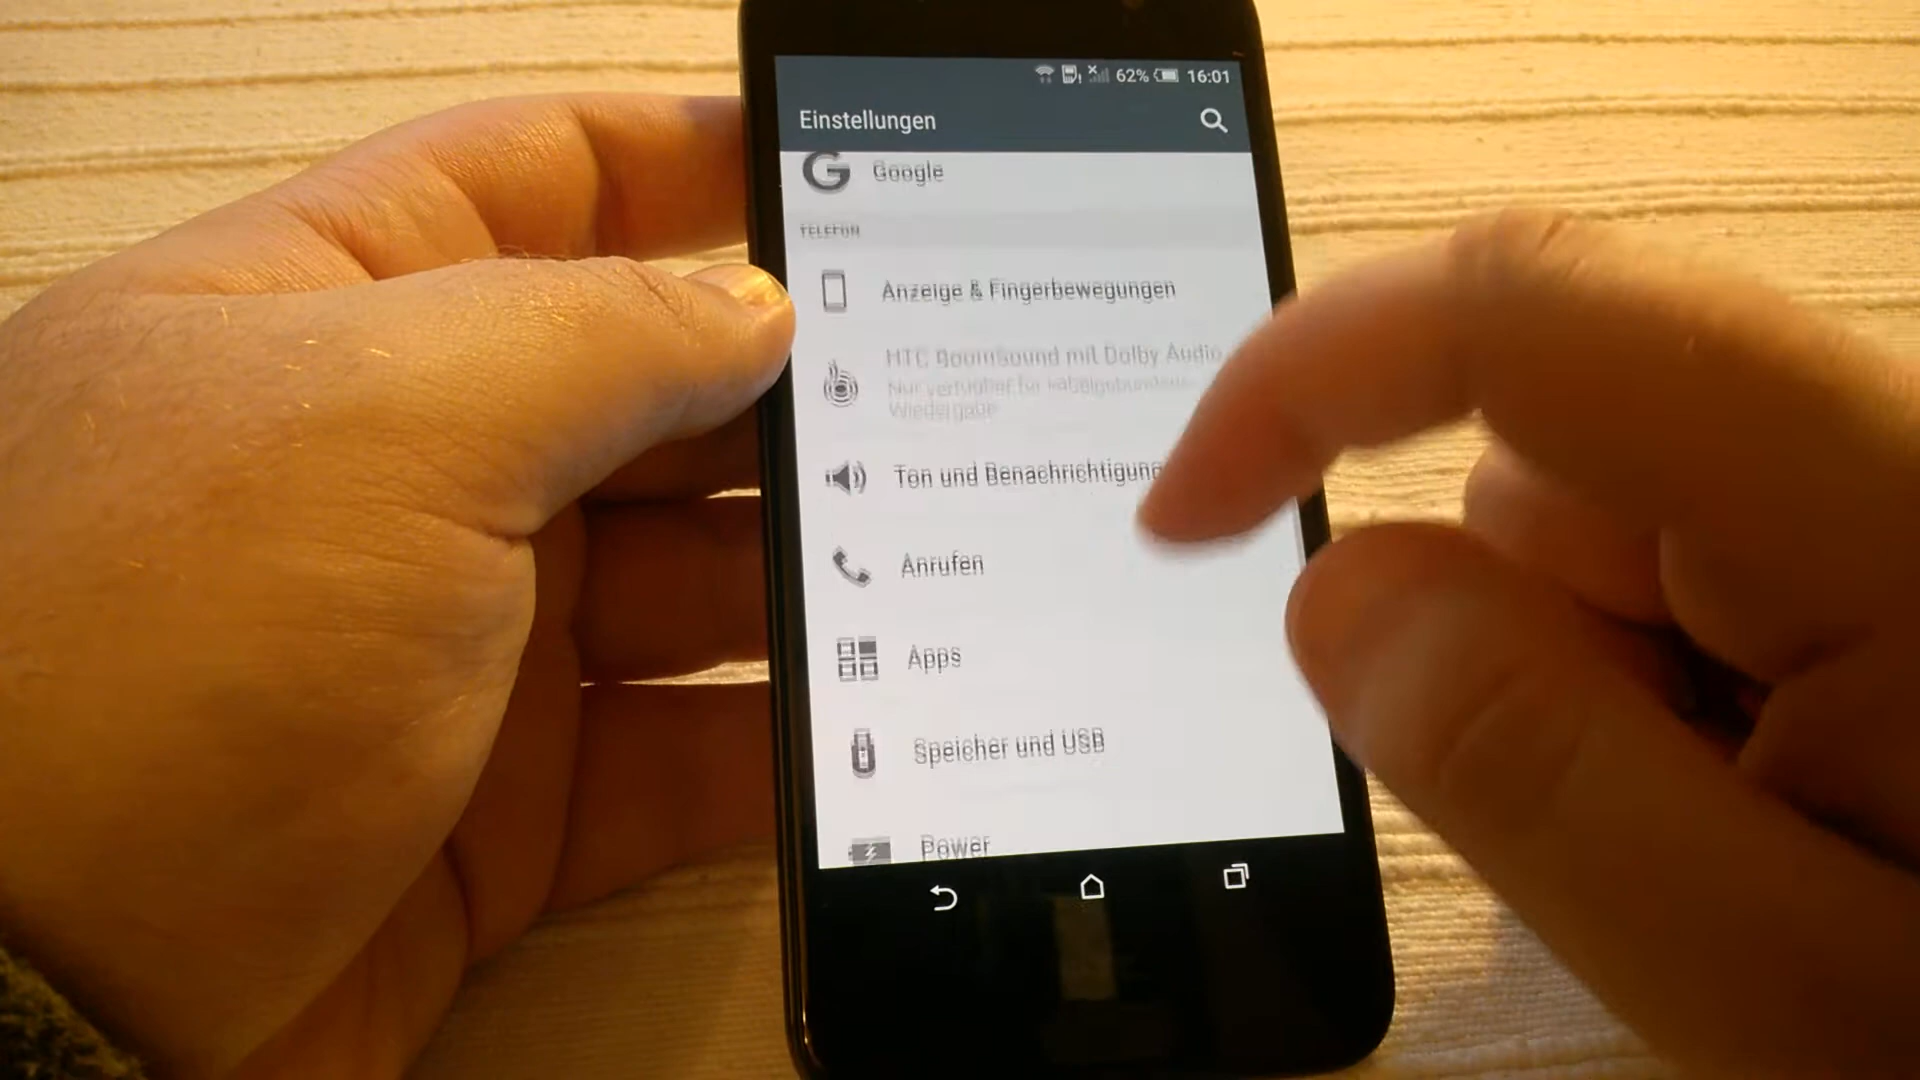 62% 16:01
Einstellungen
Google
TELEFON
Anzeige & Fingerbewegungen
HTC BoomSound mit Dolby Audio
Nur verfügbar für kabelgebundene
Wiedergabe
Ton und Benachrichtigung
Anrufen
Apps
Speicher und USB
Power